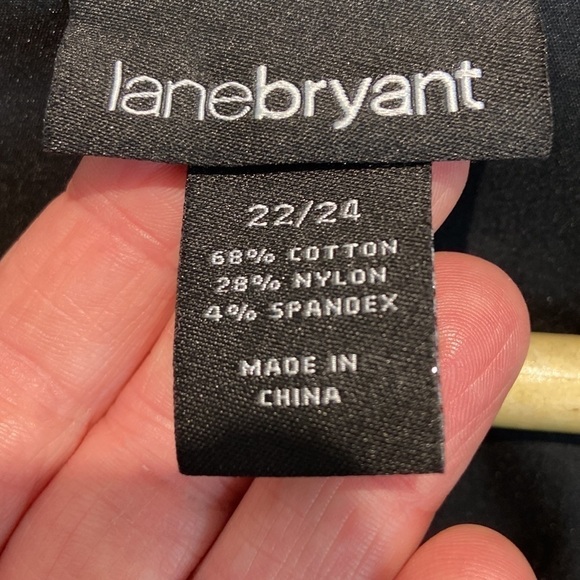 lanebryant
22/24
68% COTTON
28% NYLON
4% SPANDEX
MADE IN
CHINA